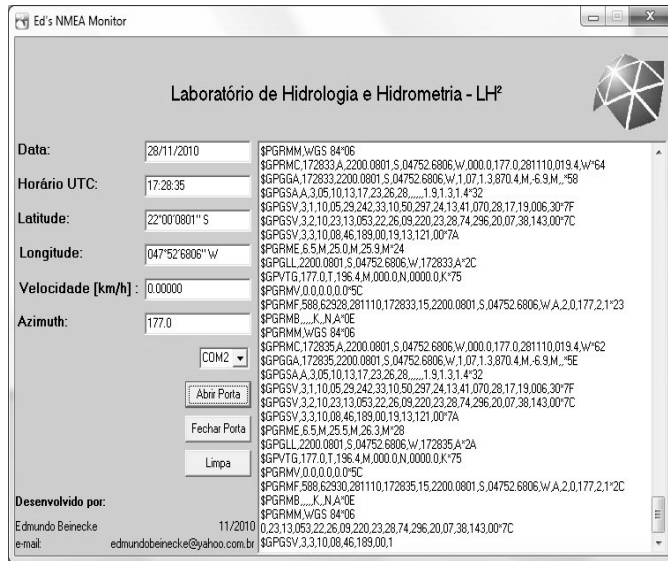 Ed's NMEA Monitor
Laboratório de Hidrologia e Hidrometria - LH²
Data: 28/11/2010
Horário UTC: 17:28:35
Latitude: 22°00'0801" S
Longitude: 047°52'6806" W
Velocidade [km/h] : 0.00000
Azimuth: 177.0
COM2
Abrir Porta
Fechar Porta
Limpa
Desenvolvido por:
Edmundo Beinecke 11/2010
e-mail: edmundobeinecke@yahoo.com.br
$PGRMM,WGS 84*06
$GPRMC,172833,A,2200.0801,S,04752.6806,W,000.0,177.0,281110,019.4,W*64
$GPGGA,172833,2200.0801,S,04752.6806,W,1,07,1.3,870.4,M,-6.9,M,,*58
$GPGSA,A,3,05,10,13,17,23,26,28,,,,,,1.9,1.3,1.4*32
$GPGSV,3,1,10,05,29,242,33,10,50,297,24,13,41,070,28,17,19,006,30*7F
$GPGSV,3,2,10,23,13,053,22,26,09,220,23,28,74,296,20,07,38,143,00*7C
$GPGSV,3,3,10,08,46,189,00,19,13,121,00*7A
$PGRME,6.5,M,25.0,M,25.9,M*24
$GPGLL,2200.0801,S,04752.6806,W,172833,A*2C
$GPVTG,177.0,T,196.4,M,000.0,N,0000.0,K*75
$PGRMV,0.0,0.0,0.0*5C
$PGRMF,588,62928,281110,172833,15,2200.0801,S,04752.6806,W,A,2,0,177,2,1*23
$PGRMB,,,,,K,,N,A*0E
$PGRMM,WGS 84*06
$GPRMC,172835,A,2200.0801,S,04752.6806,W,000.0,177.0,281110,019.4,W*62
$GPGGA,172835,2200.0801,S,04752.6806,W,1,07,1.3,870.4,M,-6.9,M,,*5E
$GPGSA,A,3,05,10,13,17,23,26,28,,,,,,1.9,1.3,1.4*32
$GPGSV,3,1,10,05,29,242,33,10,50,297,24,13,41,070,28,17,19,006,30*7F
$GPGSV,3,2,10,23,13,053,22,26,09,220,23,28,74,296,20,07,38,143,00*7C
$GPGSV,3,3,10,08,46,189,00,19,13,121,00*7A
$PGRME,6.5,M,25.5,M,26.3,M*28
$GPGLL,2200.0801,S,04752.6806,W,172835,A*2A
$GPVTG,177.0,T,196.4,M,000.0,N,0000.0,K*75
$PGRMV,0.0,0.0,0.0*5C
$PGRMF,588,62930,281110,172835,15,2200.0801,S,04752.6806,W,A,2,0,177,2,1*2C
$PGRMB,,,,,K,,N,A*0E
$PGRMM,WGS 84*06
0,23,13,053,22,26,09,220,23,28,74,296,20,07,38,143,00*7C
$GPGSV,3,3,10,08,46,189,00,1